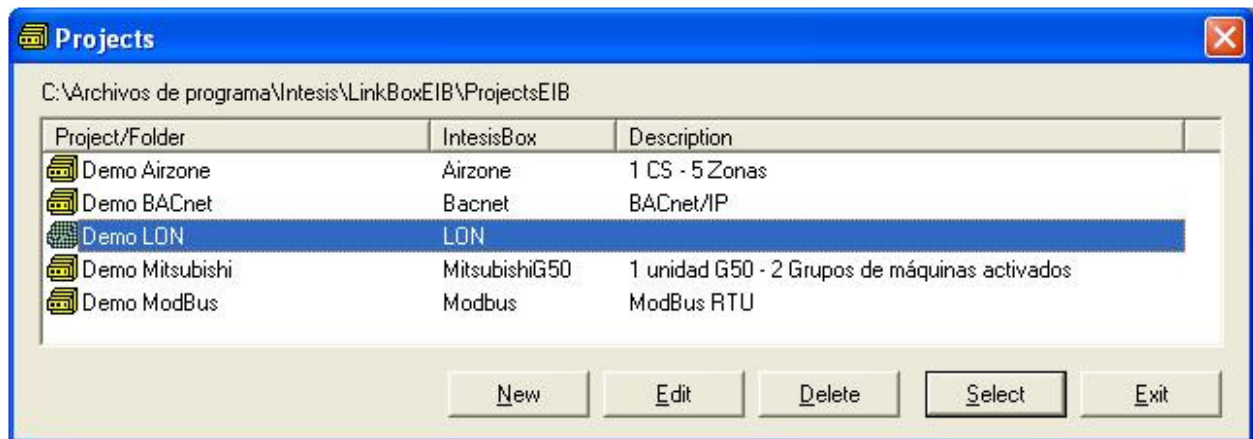 Projects
C:\Archivos de programa\Intesis\LinkBoxEIB\ProjectsEIB
Project/Folder IntesisBox Description
Demo Airzone Airzone 1 CS - 5 Zonas
Demo BACnet Bacnet BACnet/IP
Demo LON LON
Demo Mitsubishi MitsubishiG50 1 unidad G50 - 2 Grupos de máquinas activados
Demo ModBus Modbus ModBus RTU
New Edit Delete Select Exit